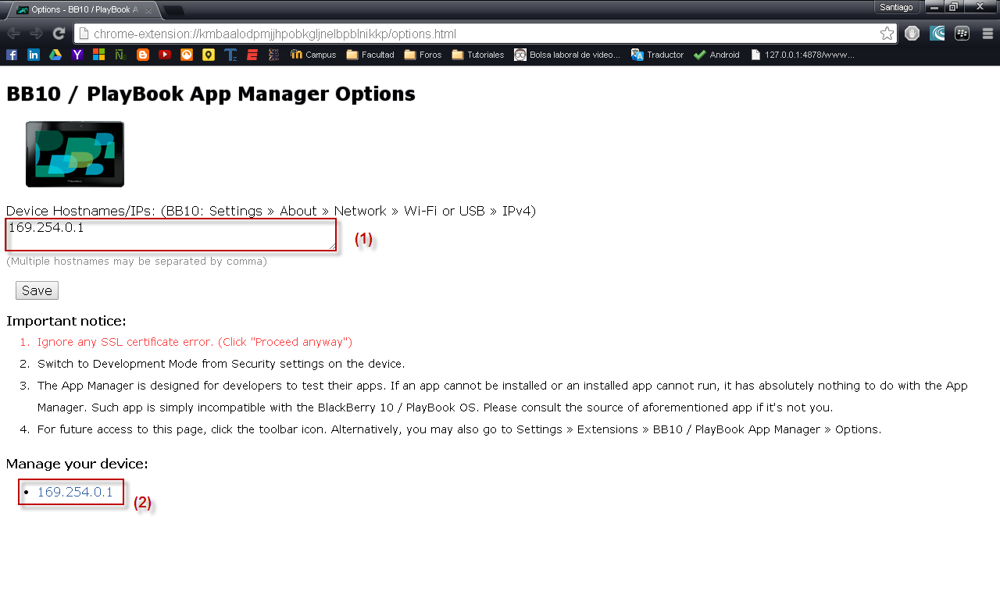 Options - BB10 / PlayBook A
Santiago
chrome-extension://kmbaalodpmjjhpobkgljnelbpblnikkp/options.html
Campus Facultad Foros Tutoriales Bolsa laboral de video... Traductor Android 127.0.0.1:4878/www...
BB10 / PlayBook App Manager Options
Device Hostnames/IPs: (BB10: Settings » About » Network » Wi-Fi or USB » IPv4)
169.254.0.1
(1)
(Multiple hostnames may be separated by comma)
Save
Important notice:
1. Ignore any SSL certificate error. (Click "Proceed anyway")
2. Switch to Development Mode from Security settings on the device.
3. The App Manager is designed for developers to test their apps. If an app cannot be installed or an installed app cannot run, it has absolutely nothing to do with the App
Manager. Such app is simply incompatible with the BlackBerry 10 / PlayBook OS. Please consult the source of aforementioned app if it's not you.
4. For future access to this page, click the toolbar icon. Alternatively, you may also go to Settings » Extensions » BB10 / PlayBook App Manager » Options.
Manage your device:
• 169.254.0.1
(2)